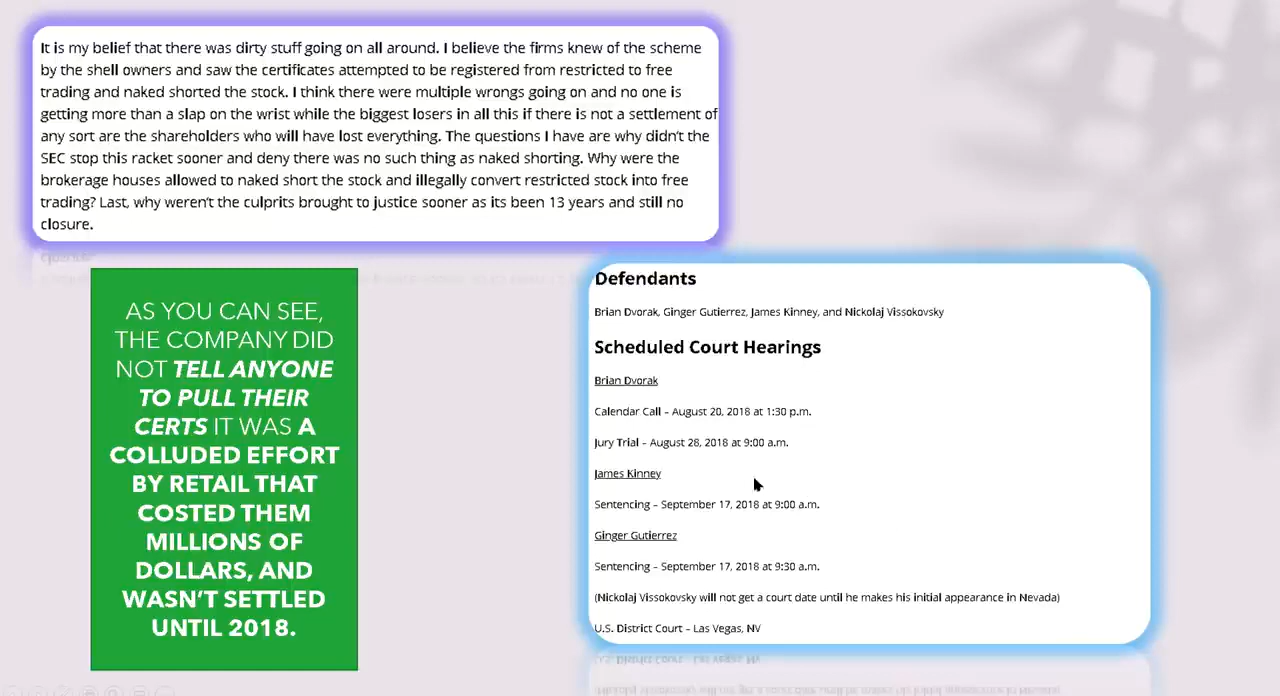 It is my belief that there was dirty stuff going on all around. I believe the firms knew of the scheme
by the shell owners and saw the certificates attempted to be registered from restricted to free
trading and naked shorted the stock. I think there were multiple wrongs going on and no one is
getting more than a slap on the wrist while the biggest losers in all this if there is not a settlement of
any sort are the shareholders who will have lost everything. The questions I have are why didn't the
SEC stop this racket sooner and deny there was no such thing as naked shorting. Why were the
brokerage houses allowed to naked short the stock and illegally convert restricted stock into free
trading? Last, why weren't the culprits brought to justice sooner as its been 13 years and still no
closure.
AS YOU CAN SEE,
THE COMPANY DID
NOT TELL ANYONE
TO PULL THEIR
CERTS IT WAS A
COLLUDED EFFORT
BY RETAIL THAT
COSTED THEM
MILLIONS OF
DOLLARS, AND
WASN'T SETTLED
UNTIL 2018.
Defendants
Brian Dvorak, Ginger Gutierrez, James Kinney, and Nickolaj Vissokovsky
Scheduled Court Hearings
Brian Dvorak
Calendar Call – August 20, 2018 at 1:30 p.m.
Jury Trial – August 28, 2018 at 9:00 a.m.
James Kinney
Sentencing – September 17, 2018 at 9:00 a.m.
Ginger Gutierrez
Sentencing – September 17, 2018 at 9:30 a.m.
(Nickolaj Vissokovsky will not get a court date until he makes his initial appearance in Nevada)
U.S. District Court – Las Vegas, NV